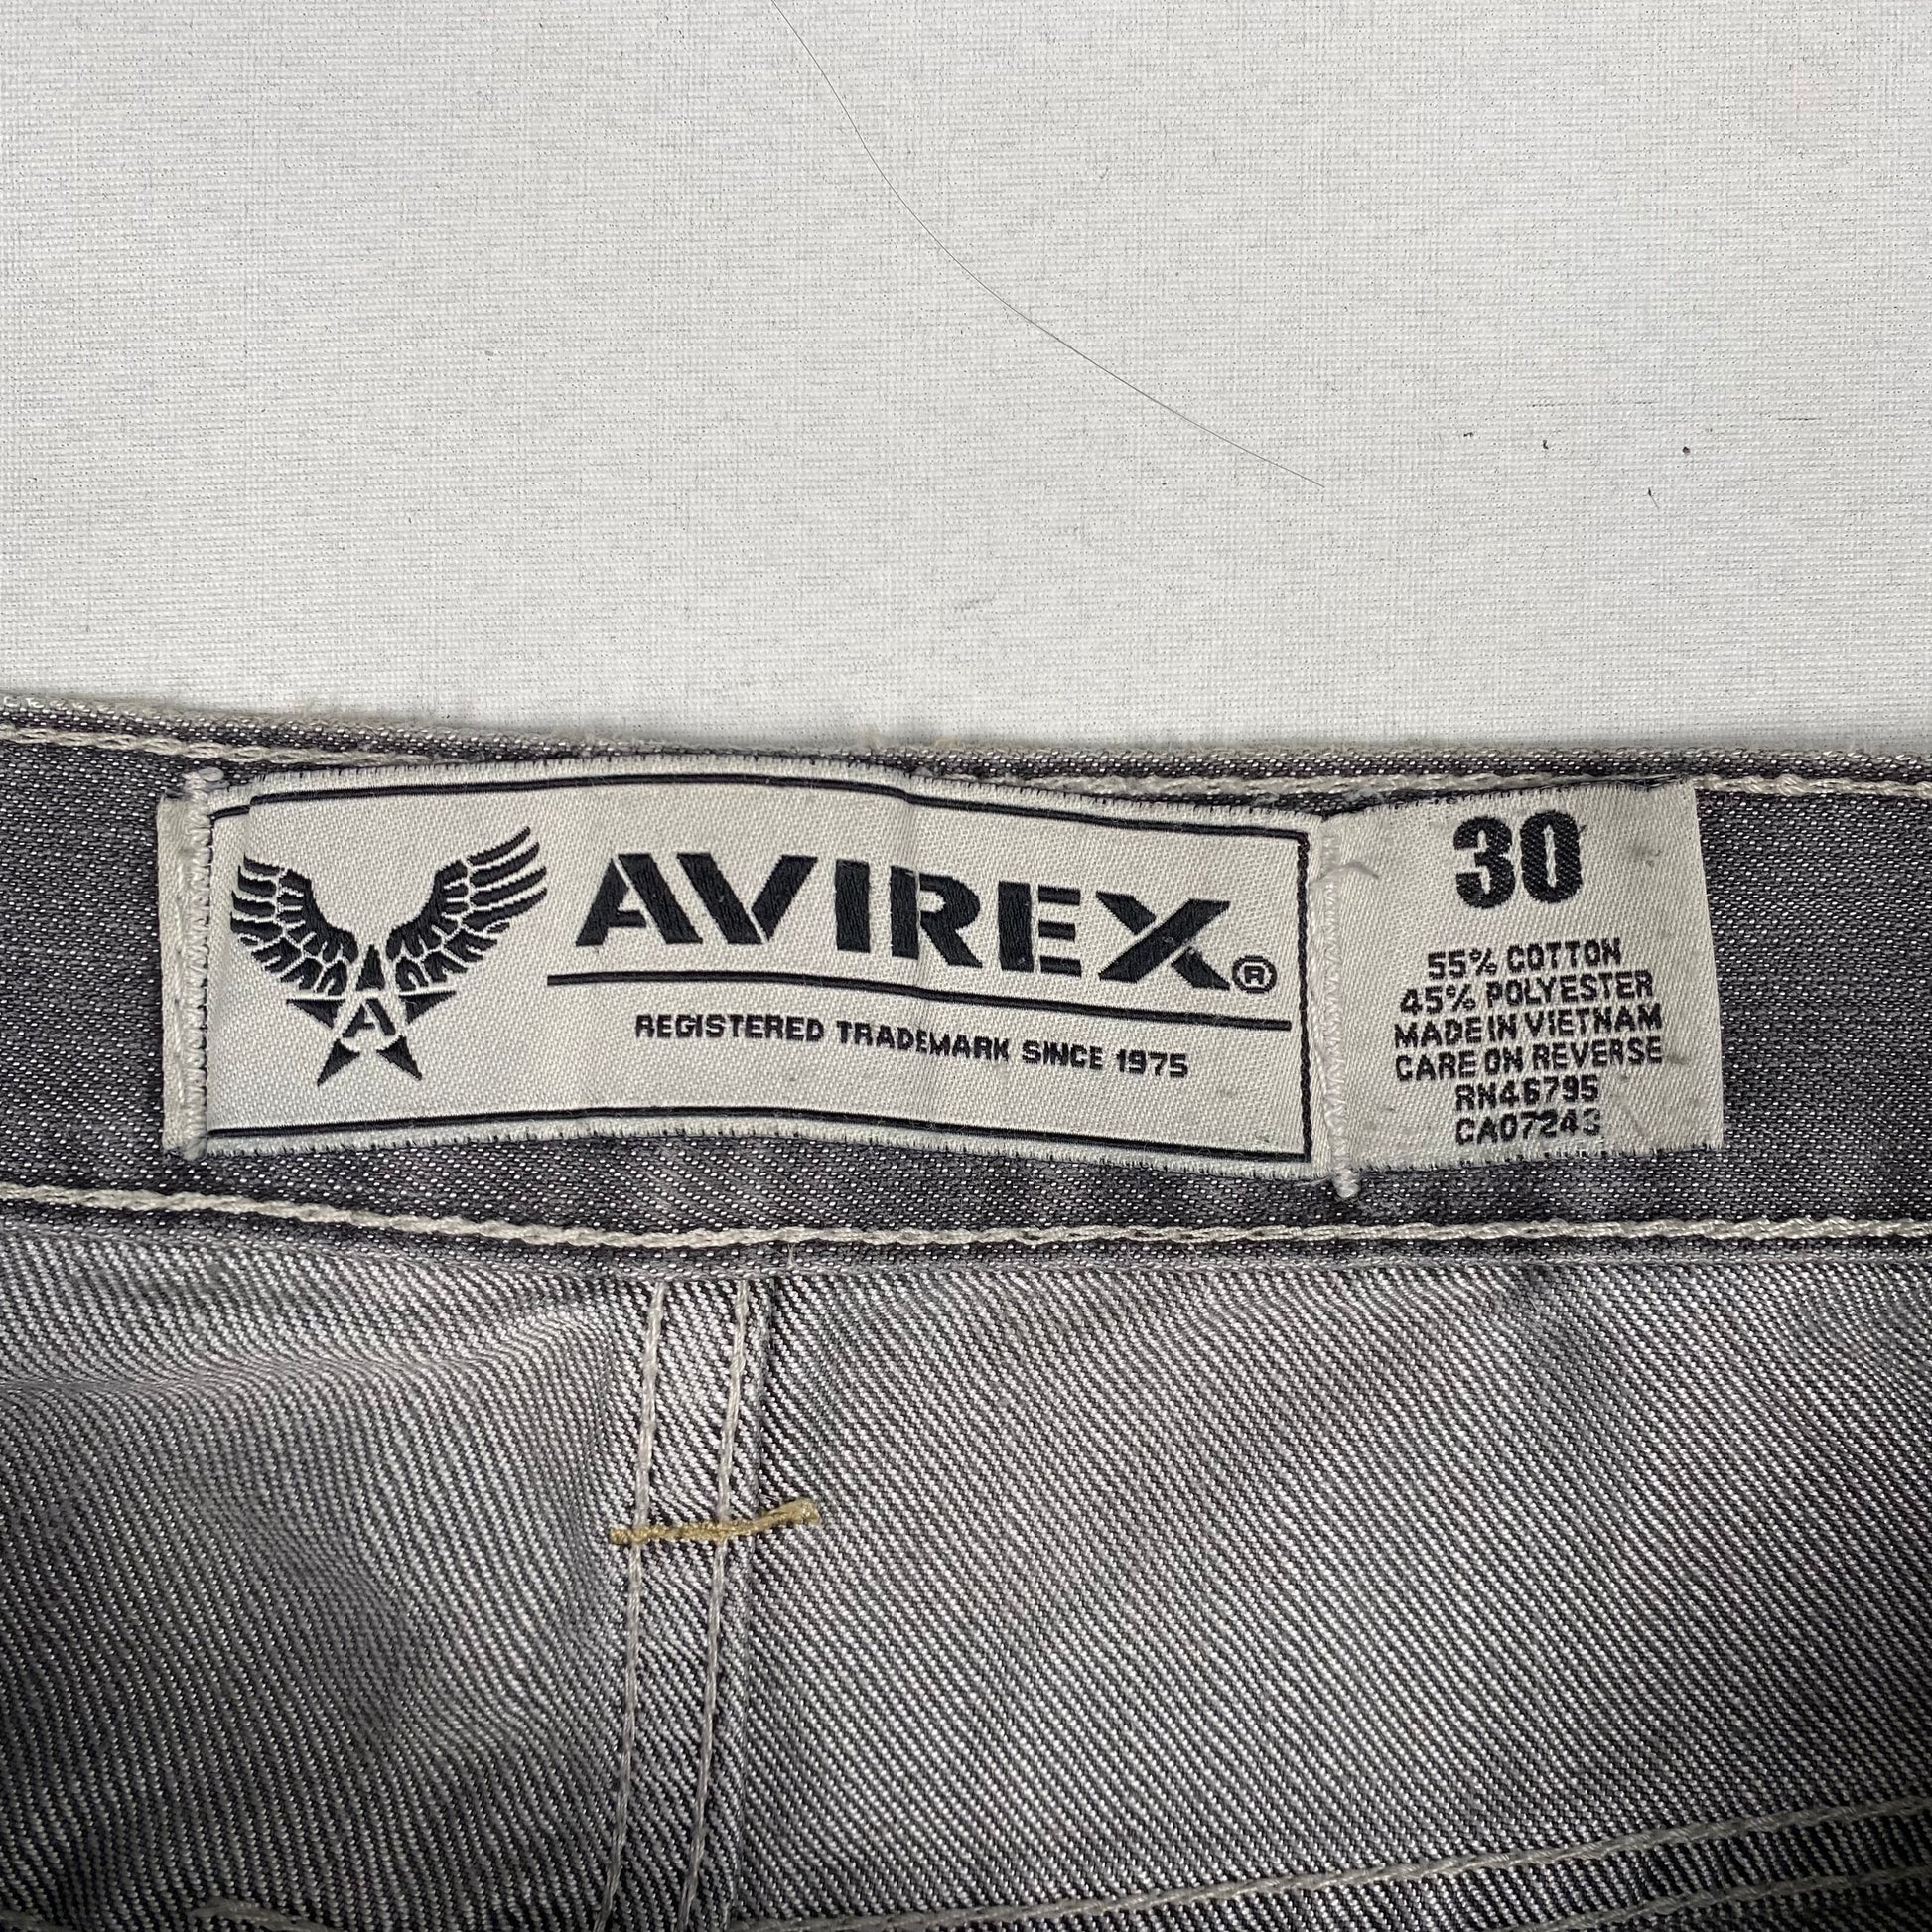 AVIREX®
REGISTERED TRADEMARK SINCE 1975
A
30
55% COTTON
45% POLYESTER
MADE IN VIETNAM
CARE ON REVERSE
RN46795
CA07243